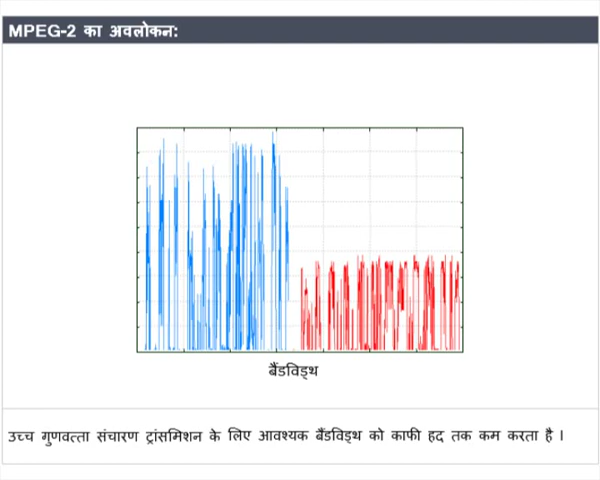 MPEG-2 का अवलोकन:
बैंडविड्थ
उच्च गुणवत्ता संचारण ट्रांसमिशन के लिए आवश्यक बैंडविड्थ को काफी हद तक कम करता है ।